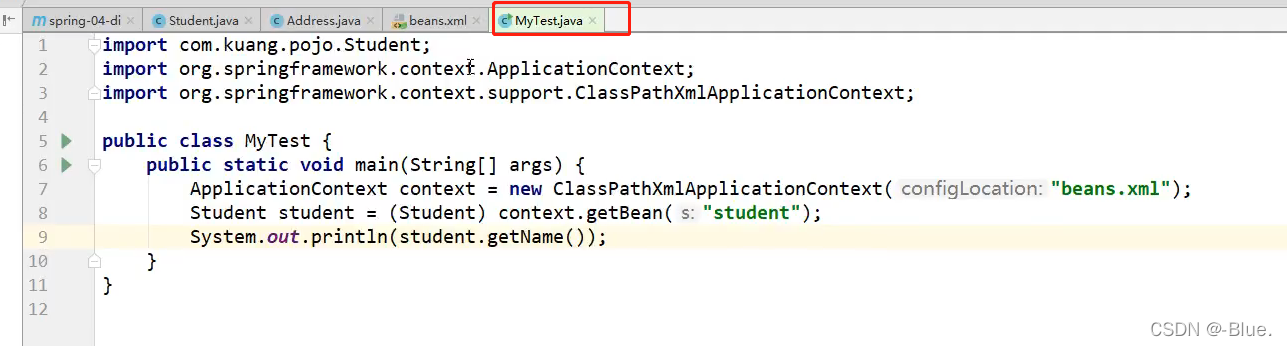 spring-04-di Student.java Address.java beans.xml MyTest.java
1 import com.kuang.pojo.Student;
2 import org.springframework.context.ApplicationContext;
3 import org.springframework.context.support.ClassPathXmlApplicationContext;
4
5 public class MyTest {
6 public static void main(String[] args) {
7 ApplicationContext context = new ClassPathXmlApplicationContext( configLocation: "beans.xml");
8 Student student = (Student) context.getBean( s: "student");
9 System.out.println(student.getName());
10 }
11 }
12
CSDN @-Blue.